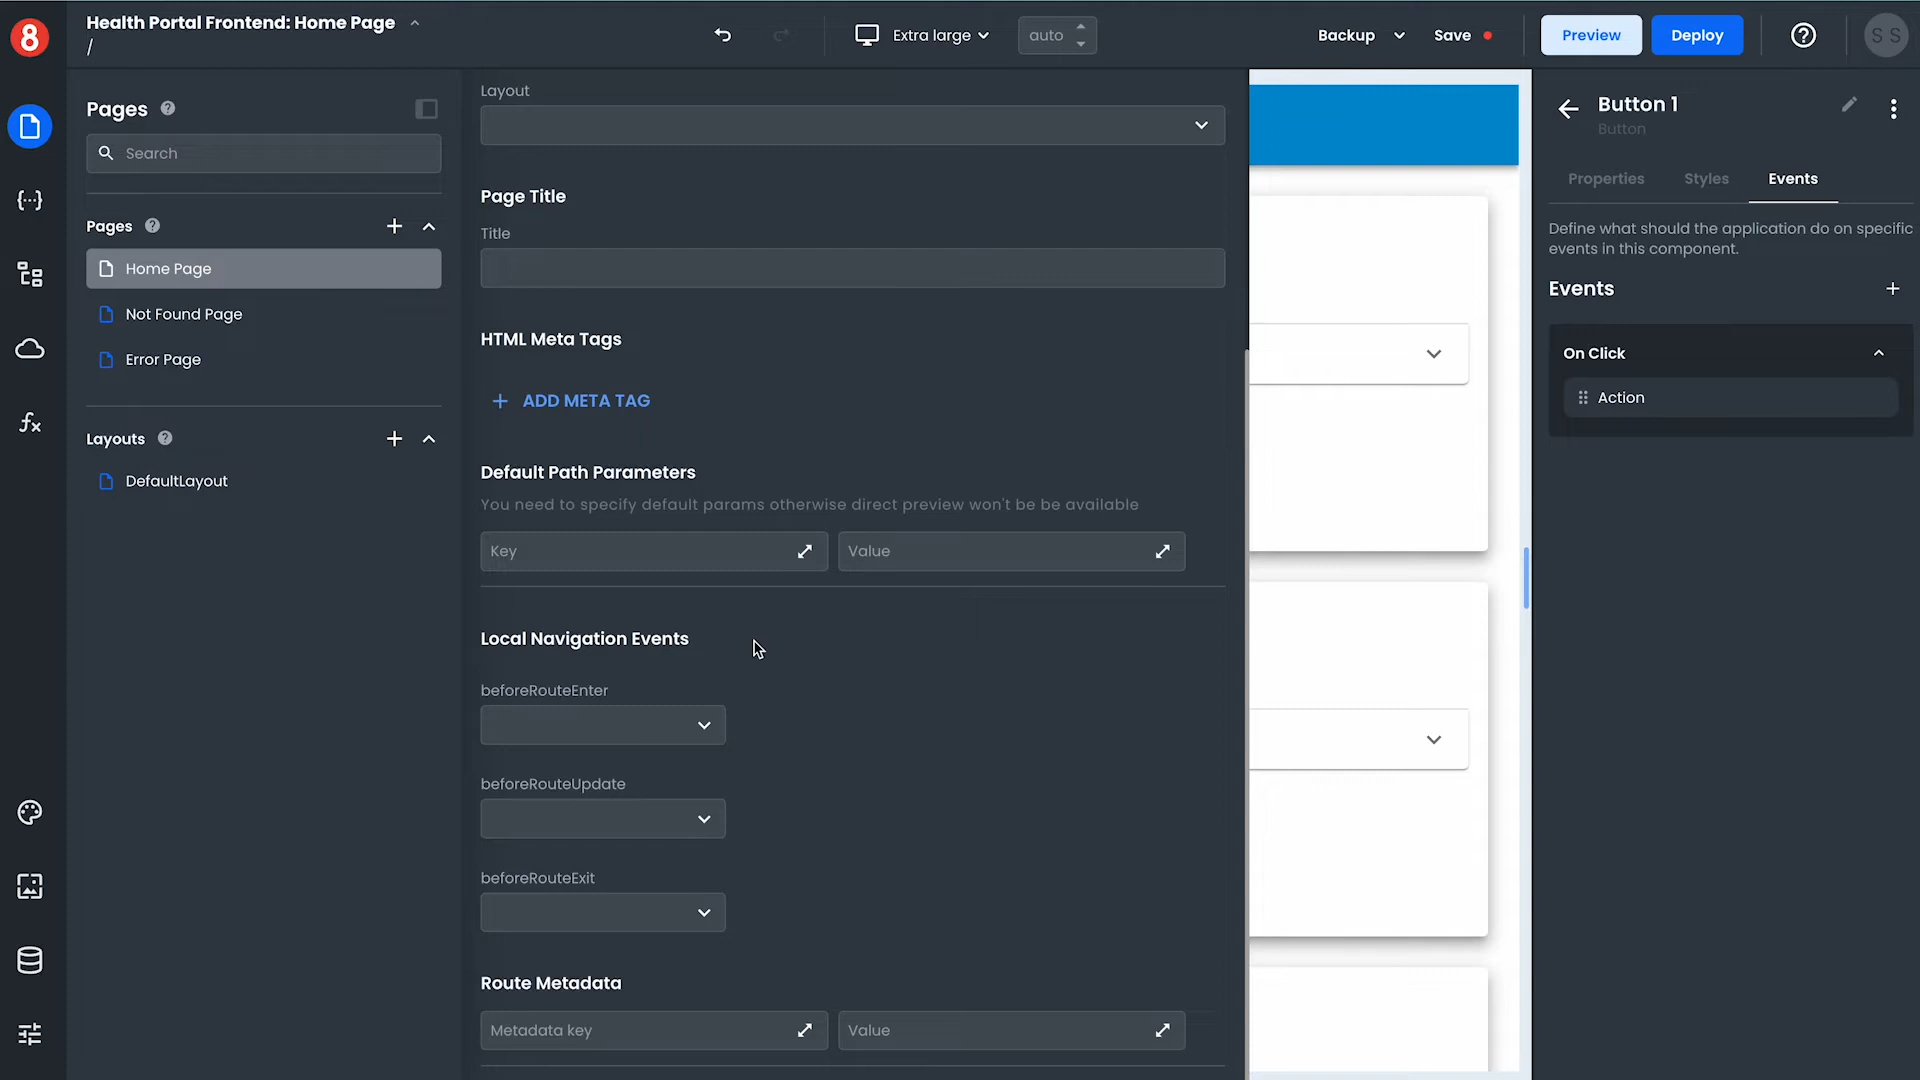 8
Health Portal Frontend: Home Page
/
Extra large
auto
Backup
Save
Preview
Deploy
S S
Pages
Search
Pages
Home Page
Not Found Page
Error Page
Layouts
DefaultLayout
Layout
Page Title
Title
HTML Meta Tags
+ ADD META TAG
Default Path Parameters
You need to specify default params otherwise direct preview won't be be available
Key
Value
Local Navigation Events
beforeRouteEnter
beforeRouteUpdate
beforeRouteExit
Route Metadata
Metadata key
Value
Button 1
Button
Properties
Styles
Events
Define what should the application do on specific
events in this component.
Events
On Click
Action